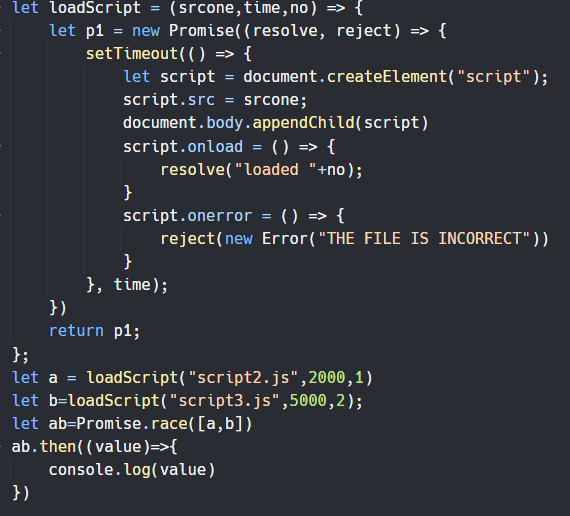 let loadScript = (srcone,time,no) => {
    let p1 = new Promise((resolve, reject) => {
        setTimeout(() => {
            let script = document.createElement("script");
            script.src = srcone;
            document.body.appendChild(script)
            script.onload = () => {
                resolve("loaded "+no);
            }
            script.onerror = () => {
                reject(new Error("THE FILE IS INCORRECT"))
            }
        }, time);
    })
    return p1;
};
let a = loadScript("script2.js",2000,1)
let b=loadScript("script3.js",5000,2);
let ab=Promise.race([a,b])
ab.then((value)=>{
    console.log(value)
})